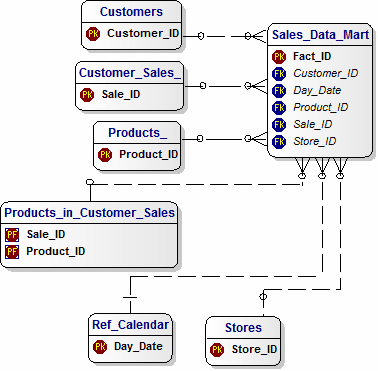 Customers
PK Customer_ID
Customer_Sales_
PK Sale_ID
Products_
PK Product_ID
Sales_Data_Mart
PK Fact_ID
FK Customer_ID
FK Day_Date
FK Product_ID
FK Sale_ID
FK Store_ID
Products_in_Customer_Sales
PF Sale_ID
PF Product_ID
Ref_Calendar
PK Day_Date
Stores
PK Store_ID